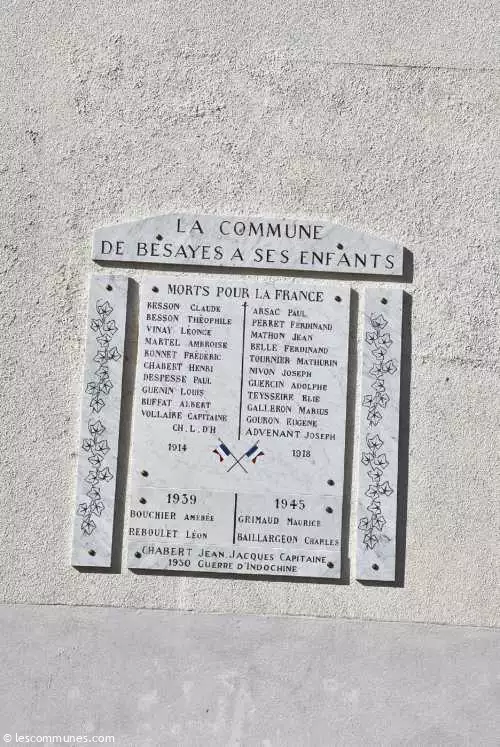 LA COMMUNE
DE BESAYES A SES ENFANTS
MORTS POUR LA FRANCE
BESSON CLAUDE
BESSON THÉOPHILE
VINAY LÉONCE
MARTEL AMBROISE
BONNET FRÉDÉRIC
CHABERT HENRI
DESPESSE PAUL
GUENIN LOUIS
BUFFAT ALBERT
VOLLAIRE CAPITAINE
CH. L. D'H
1914
ARSAC PAUL
PERRET FERDINAND
MATHON JEAN
BELLE FERDINAND
TOURNIER MATHURIN
NIVON JOSEPH
GUERCIN ADOLPHE
TEYSSEIRE ELIE
GALLERON MARIUS
GOURON EUGENE
ADVENANT JOSEPH
1918
1939
BOUCHIER AMÉDÉE
REBOULET LÉON
1945
GRIMAUD MAURICE
BAILLARGEON CHARLES
CHABERT JEAN JACQUES CAPITAINE
1950 GUERRE D'INDOCHINE
© lescommunes.com